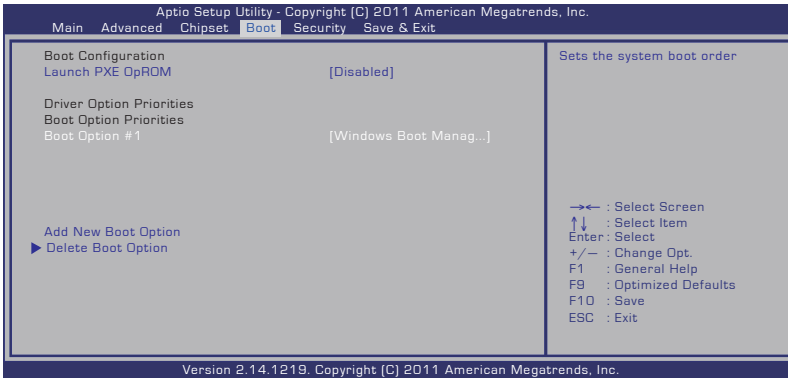 Aptio Setup Utility - Copyright (C) 2011 American Megatrends, Inc.
Main Advanced Chipset Boot Security Save & Exit
Boot Configuration
Launch PXE OpROM [Disabled]
Driver Option Priorities
Boot Option Priorities
Boot Option #1 [Windows Boot Manag...]
Add New Boot Option
Delete Boot Option
Sets the system boot order
→← : Select Screen
↑↓ : Select Item
Enter : Select
+/— : Change Opt.
F1 : General Help
F9 : Optimized Defaults
F10 : Save
ESC : Exit
Version 2.14.1219. Copyright (C) 2011 American Megatrends, Inc.